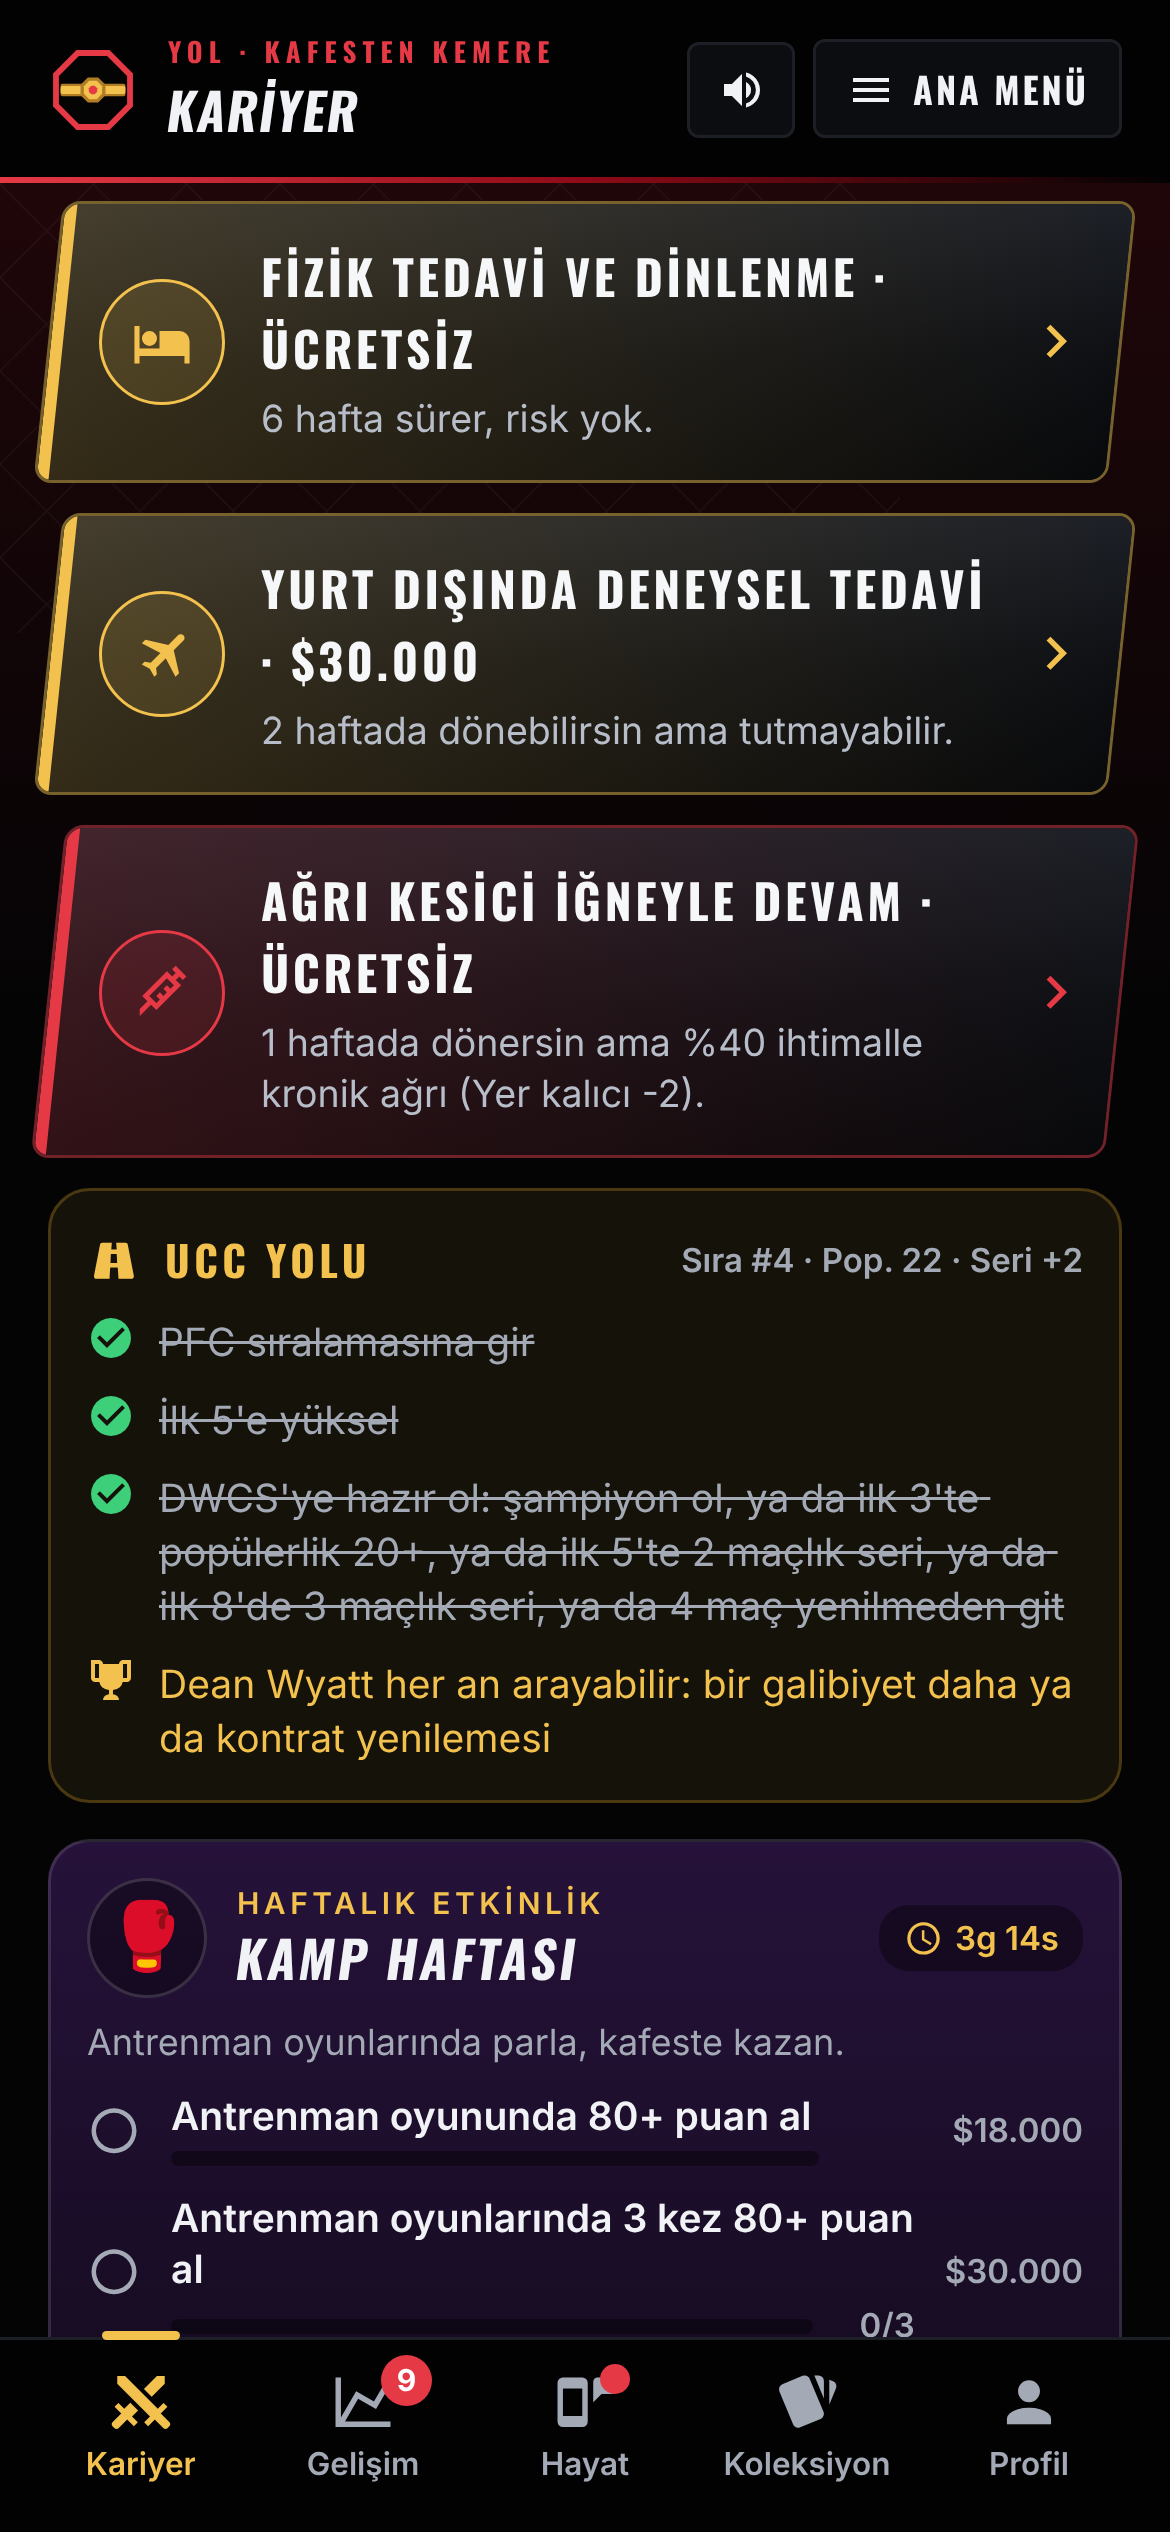 YOL · KAFESTEN KEMERE
KARİYER
ANA MENÜ
FİZİK TEDAVİ VE DİNLENME ·
ÜCRETSİZ
6 hafta sürer, risk yok.
YURT DIŞINDA DENEYSEL TEDAVİ
· $30.000
2 haftada dönebilirsin ama tutmayabilir.
AĞRI KESİCİ İĞNEYLE DEVAM ·
ÜCRETSİZ
1 haftada dönersin ama %40 ihtimalle
kronik ağrı (Yer kalıcı -2).
UCC YOLU
Sıra #4 · Pop. 22 · Seri +2
PFC sıralamasına gir
İlk 5'e yüksel
DWCS'ye hazır ol: şampiyon ol, ya da ilk 3'te
popülerlik 20+, ya da ilk 5'te 2 maçlık seri, ya da
ilk 8'de 3 maçlık seri, ya da 4 maç yenilmeden git
Dean Wyatt her an arayabilir: bir galibiyet daha ya
da kontrat yenilemesi
HAFTALIK ETKİNLİK
KAMP HAFTASI
3g 14s
Antrenman oyunlarında parla, kafeste kazan.
Antrenman oyununda 80+ puan al
$18.000
Antrenman oyunlarında 3 kez 80+ puan
al
$30.000
0/3
9
Kariyer
Gelişim
Hayat
Koleksiyon
Profil